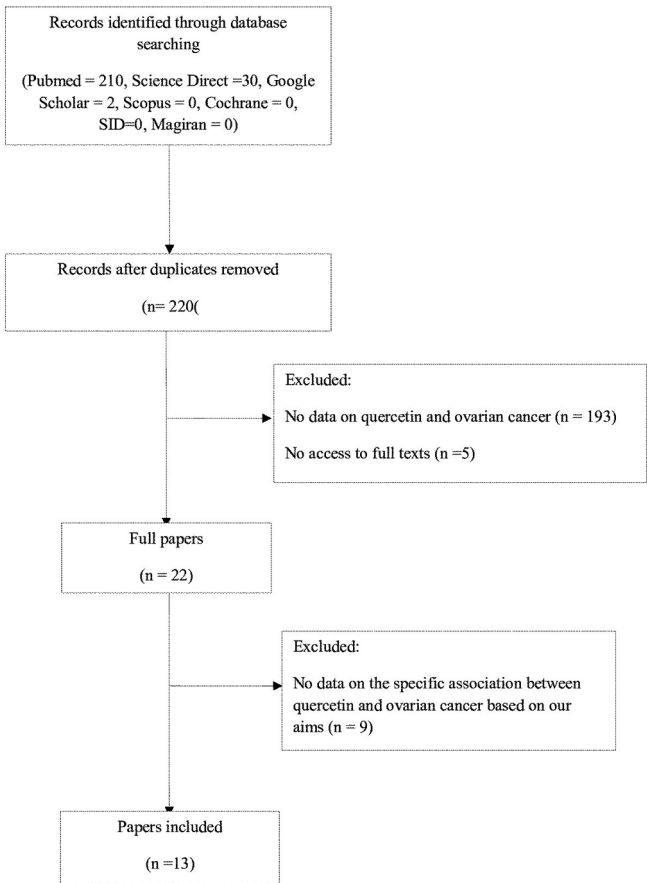 Records identified through database
searching
(Pubmed = 210, Science Direct =30, Google
Scholar = 2, Scopus = 0, Cochrane = 0,
SID=0, Magiran = 0)
Records after duplicates removed
(n= 220(
Excluded:
No data on quercetin and ovarian cancer (n = 193)
No access to full texts (n =5)
Full papers
(n = 22)
Excluded:
No data on the specific association between
quercetin and ovarian cancer based on our
aims (n = 9)
Papers included
(n =13)